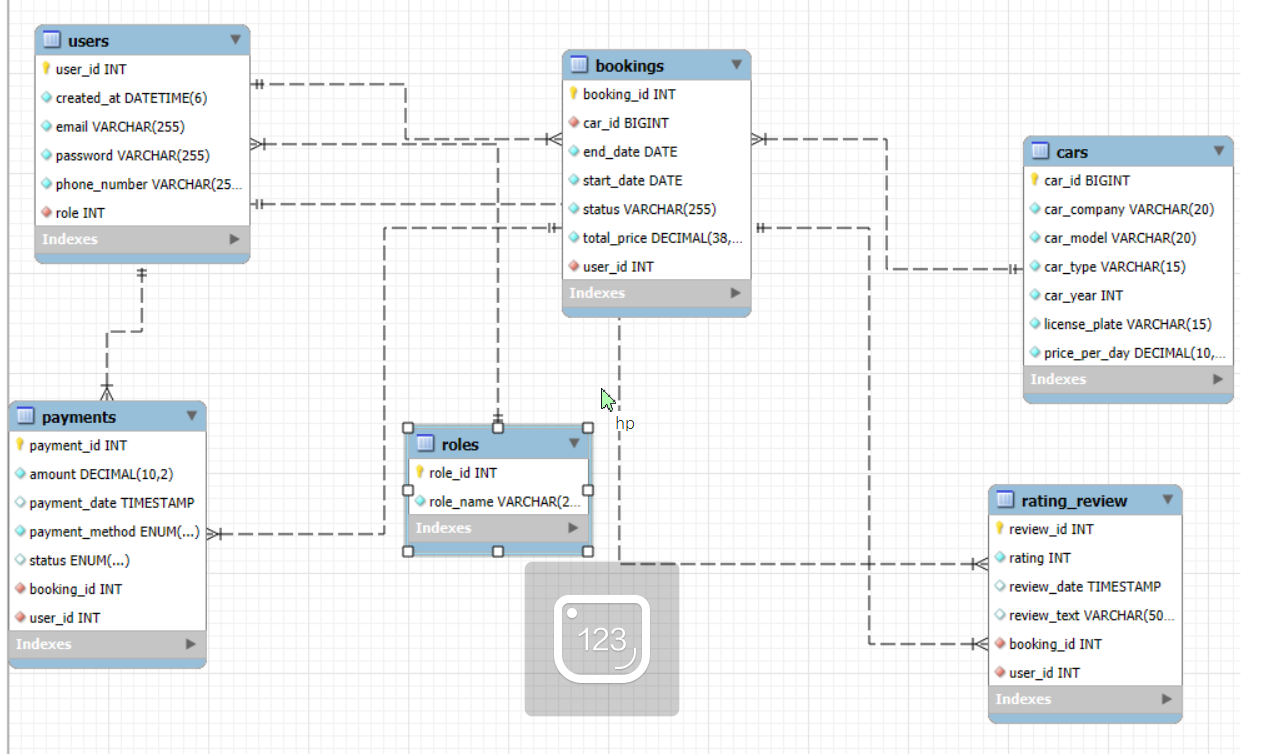 users
user_id INT
created_at DATETIME(6)
email VARCHAR(255)
password VARCHAR(255)
phone_number VARCHAR(25...
role INT
Indexes
bookings
booking_id INT
car_id BIGINT
end_date DATE
start_date DATE
status VARCHAR(255)
total_price DECIMAL(38,...
user_id INT
Indexes
cars
car_id BIGINT
car_company VARCHAR(20)
car_model VARCHAR(20)
car_type VARCHAR(15)
car_year INT
license_plate VARCHAR(15)
price_per_day DECIMAL(10,...
Indexes
payments
payment_id INT
amount DECIMAL(10,2)
payment_date TIMESTAMP
payment_method ENUM(...)
status ENUM(...)
booking_id INT
user_id INT
Indexes
hp
roles
role_id INT
role_name VARCHAR(2...
Indexes
123
rating_review
review_id INT
rating INT
review_date TIMESTAMP
review_text VARCHAR(50...
booking_id INT
user_id INT
Indexes